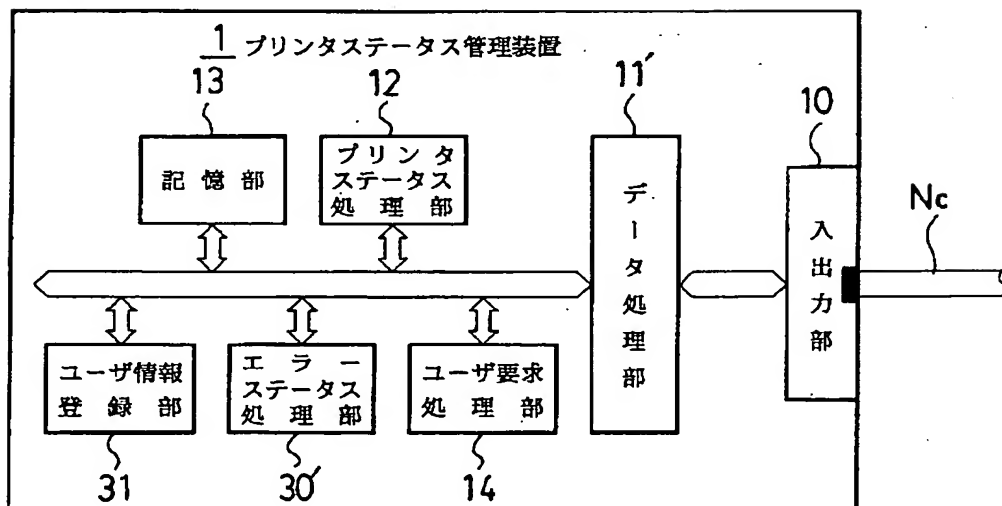 1 プリンタステータス管理装置
13
12
11′
10
記憶部
プリンタ
ステータス
処理部
データ処理部
入出力部
Nc
ユーザ情報
登録部
エラー
ステータス
処理部
ユーザ要求
処理部
31
30′
14